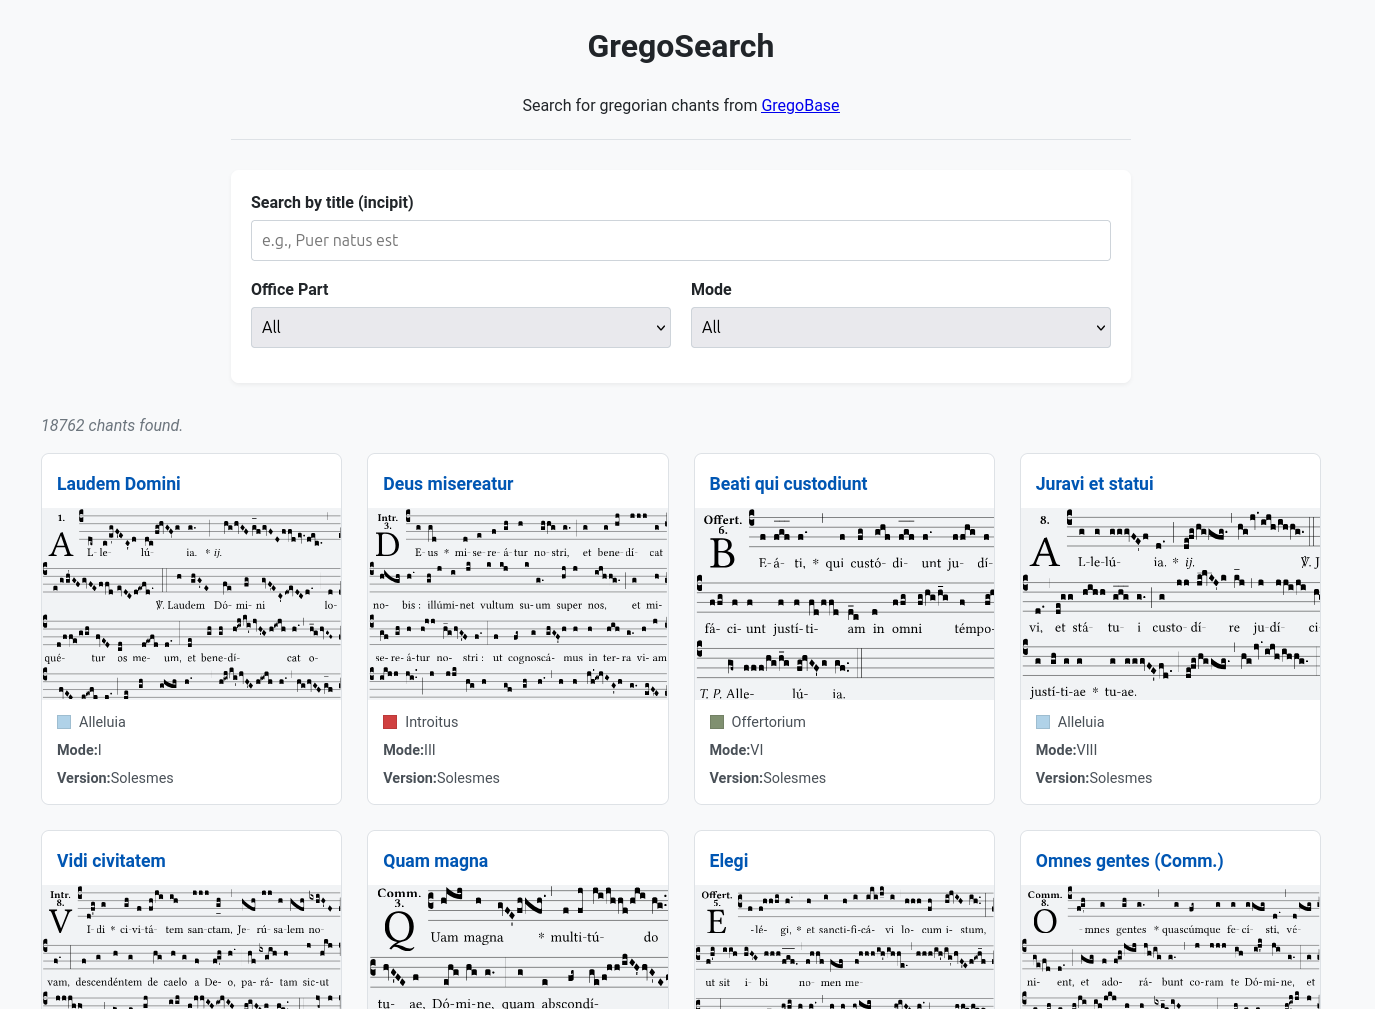 GregoSearch
Search for gregorian chants from GregoBase
Search by title (incipit)
e.g., Puer natus est
Office Part
Mode
All
All
18762 chants found.
Laudem Domini
1.
A
L- le- lú- ia. * ij.
℣. Laudem Dó- mi- ni lo-
qué- tur os me- um, et bene-dí- cat o-
Alleluia
Mode:I
Version:Solesmes
Deus misereatur
Intr.
3.
D
E- us * mi- se- re- á- tur no- stri, et bene- dí- cat
no- bis : illúmi- net vultum su- um super nos, et mi-
se- re- á- tur no- stri : ut cognoscá- mus in ter- ra vi- am
Introitus
Mode:III
Version:Solesmes
Beati qui custodiunt
Offert.
6.
B
E- á- ti, * qui custó- di- unt ju- dí-
fá- ci- unt justí- ti- am in omni témpo-
T. P. Alle- lú- ia.
Offertorium
Mode:VI
Version:Solesmes
Juravi et statui
8.
A
L- le- lú- ia. * ij. ℣. J
vi, et stá- tu- i custo- dí- re ju- dí- ci
justí- ti- ae * tu- ae.
Alleluia
Mode:VIII
Version:Solesmes
Vidi civitatem
Intr.
8.
V
I- di * ci- vi- tá- tem san- ctam, Je- rú- sa- lem no-
vam, descendéntem de caelo a De- o, pa- rá- tam sic- ut
Quam magna
Comm.
3.
Q
Uam magna * multi- tú- do
tu- ae, Dó- mi- ne, quam abscondí-
Elegi
Offert.
5.
E
- lé- gi, * et sancti- fi- cá- vi lo- cum i- stum,
ut sit i- bi no- men me-
Omnes gentes (Comm.)
Comm.
8.
O
- mnes gentes * quascúmque fe- cí- sti, vé-
ni- ent, et ado- rá- bunt co- ram te Dó- mi- ne, et